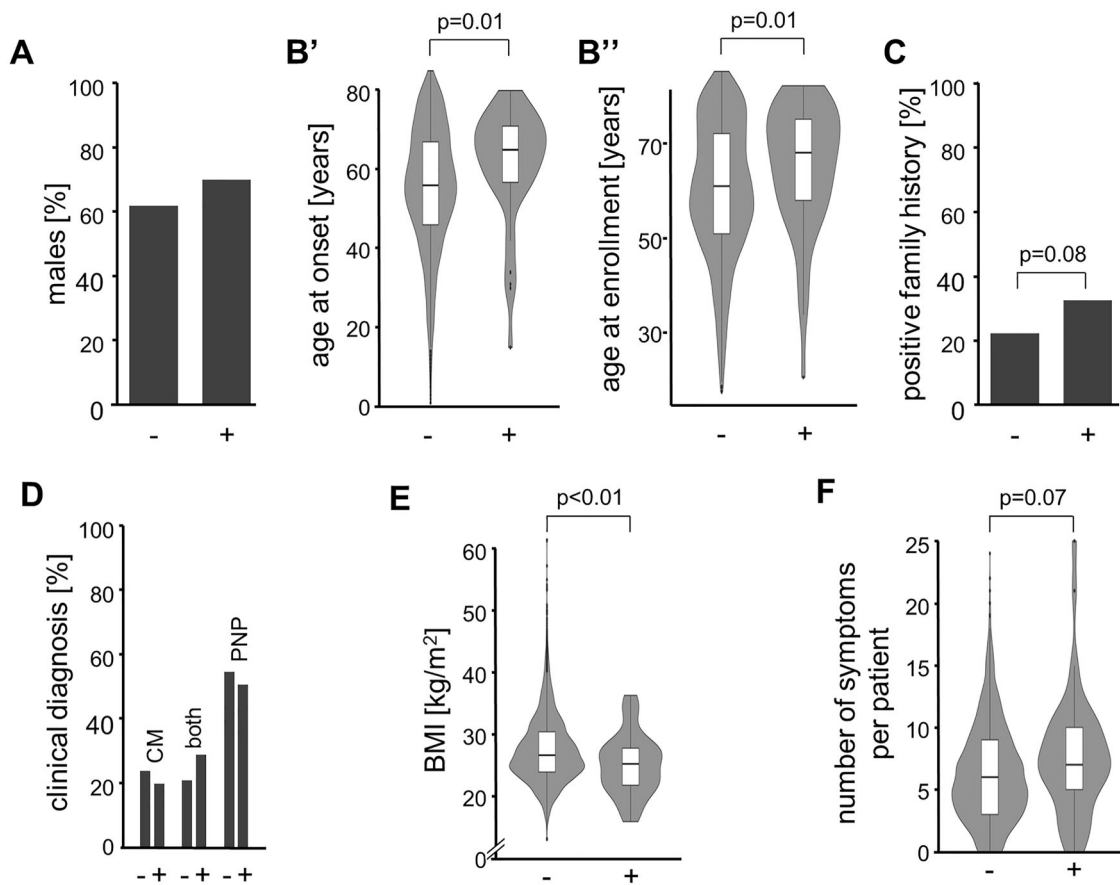 A
males [%]
100
80
60
40
20
0
- +
B’
p=0.01
age at onset [years]
80
60
40
20
0
- +
B’’
p=0.01
age at enrollment [years]
70
50
30
- +
C
positive family history [%]
100
80
60
40
20
0
p=0.08
- +
D
clinical diagnosis [%]
100
80
60
40
20
0
CM
both
PNP
- + - + - +
E
p<0.01
BMI [kg/m²]
60
50
40
30
20
0
- +
F
p=0.07
number of symptoms
per patient
25
20
15
10
5
0
- +